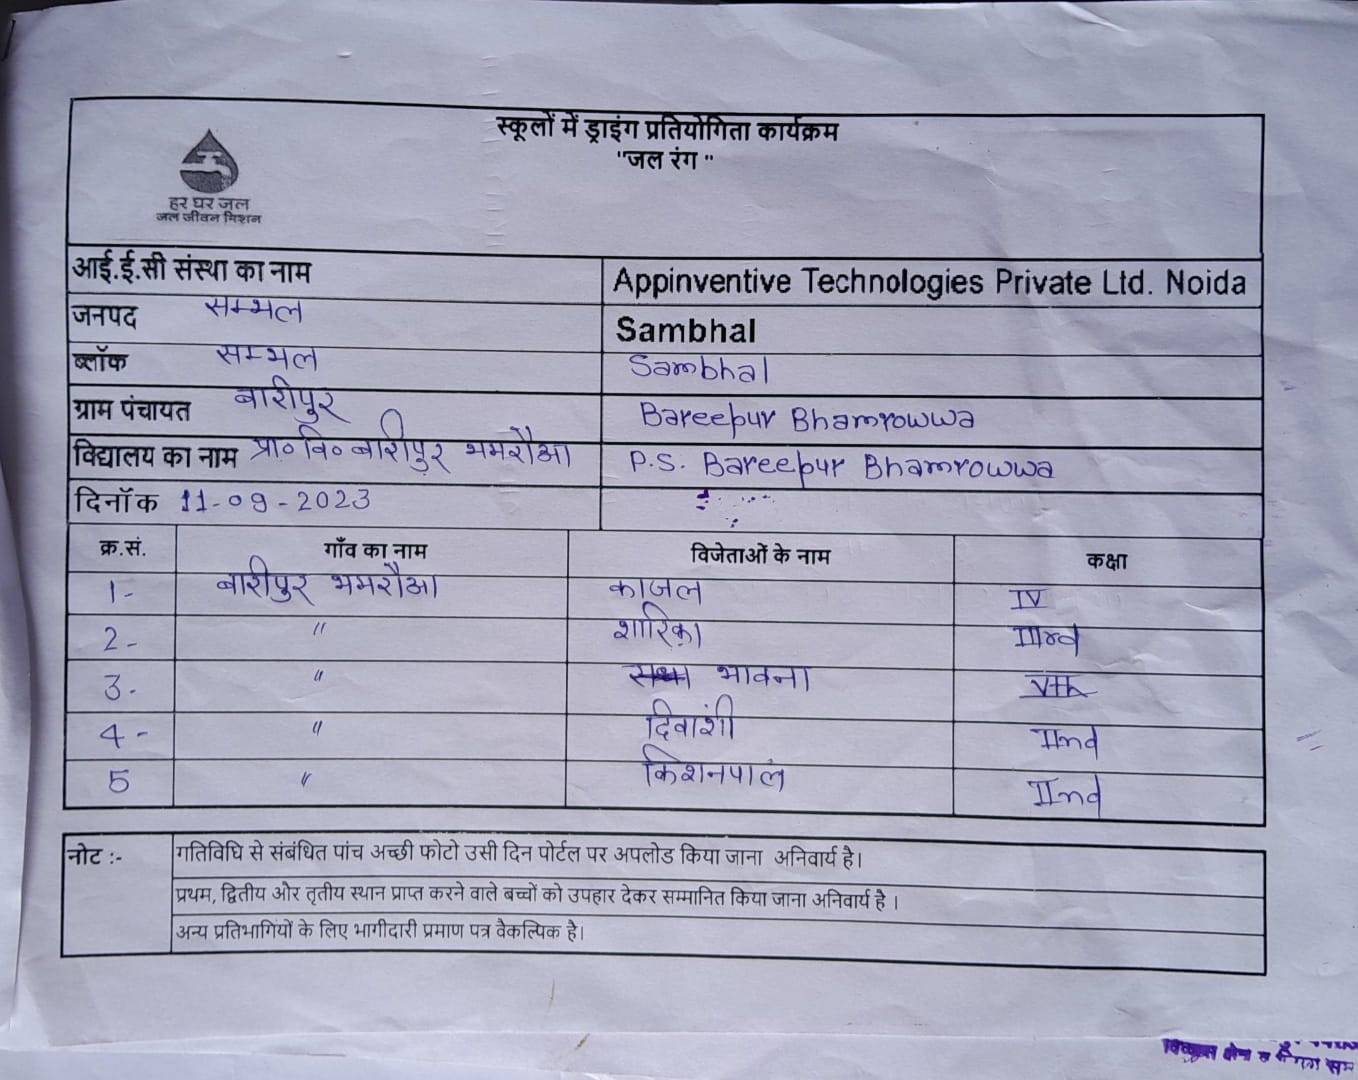 स्कूलों में ड्राइंग प्रतियोगिता कार्यक्रम
"जल रंग "
हर घर जल
जल जीवन मिशन
आई.ई.सी संस्था का नाम Appinventive Technologies Private Ltd. Noida
जनपद सम्भल Sambhal
ब्लॉक सम्भल Sambhal
ग्राम पंचायत बारीपुर Bareepur Bhamrowwa
विद्यालय का नाम प्रा० वि० बारीपुर भमरौआ P.S. Bareepur Bhamrowwa
दिनॉक 11-09-2023
क्र.सं. गाँव का नाम विजेताओं के नाम कक्षा
1- बारीपुर भमरौआ काजल IV
2- " शारिका IIIrd
3- " भावना Vth
4- " दिवांशी IInd
5 " किशनपाल IInd
नोट :- गतिविधि से संबंधित पांच अच्छी फोटो उसी दिन पोर्टल पर अपलोड किया जाना अनिवार्य है।
प्रथम, द्वितीय और तृतीय स्थान प्राप्त करने वाले बच्चों को उपहार देकर सम्मानित किया जाना अनिवार्य है ।
अन्य प्रतिभागियों के लिए भागीदारी प्रमाण पत्र वैकल्पिक है।